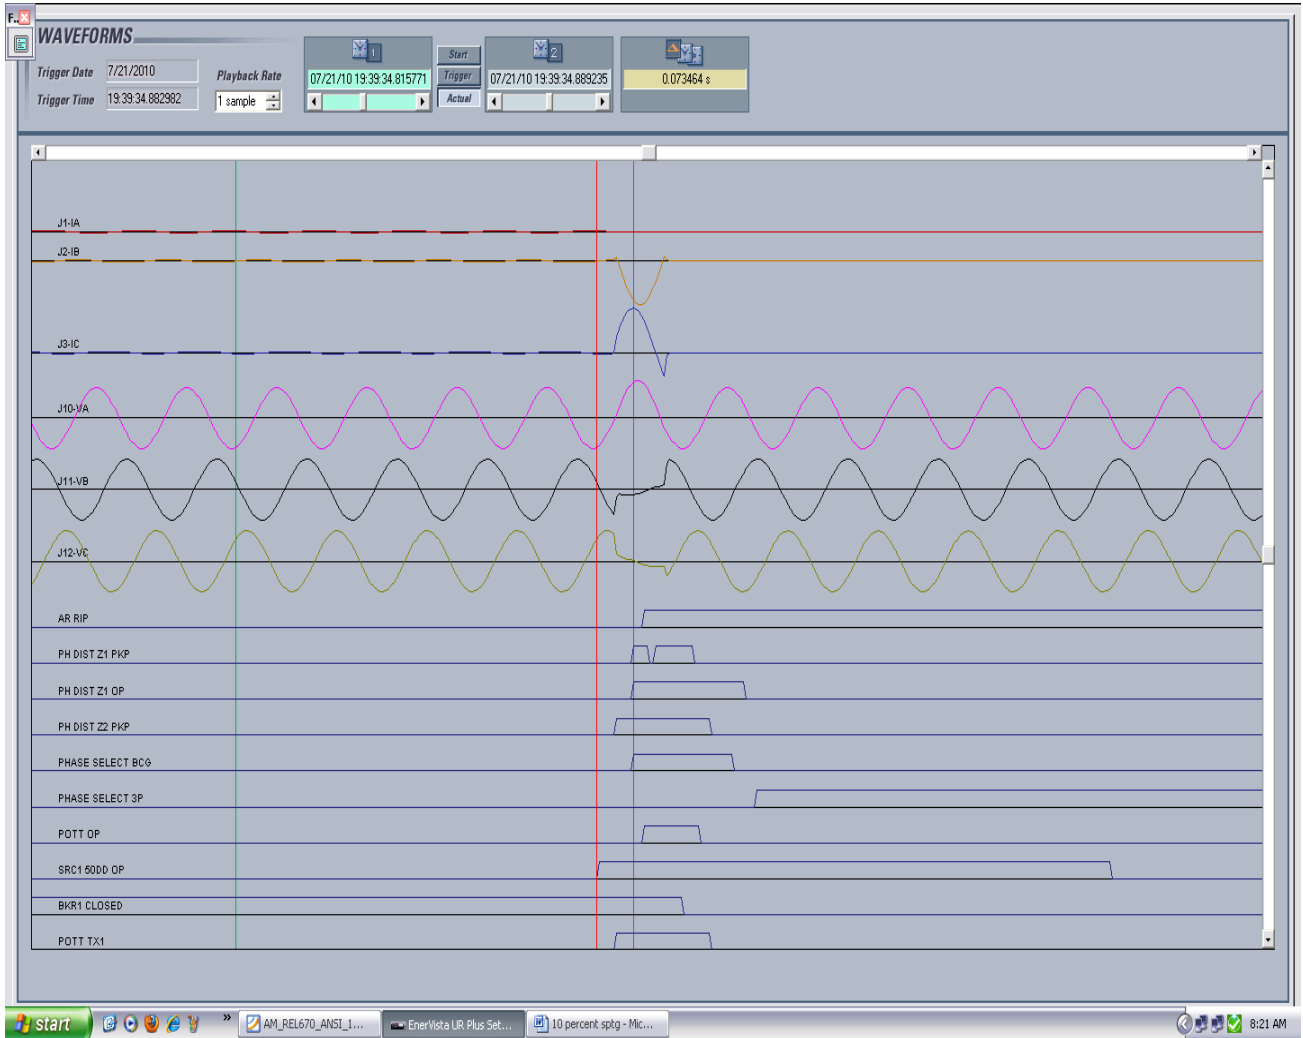 F...
WAVEFORMS
Trigger Date 7/21/2010
Trigger Time 19:39:34.882982
Playback Rate
1 sample
1
07/21/10 19:39:34.815771
Start
Trigger
Actual
2
07/21/10 19:39:34.889235
0.073464 s
J1-IA
J2-IB
J3-IC
J10-VA
J11-VB
J12-VC
AR RIP
PH DIST Z1 PKP
PH DIST Z1 OP
PH DIST Z2 PKP
PHASE SELECT BCG
PHASE SELECT 3P
POTT OP
SRC1 50DD OP
BKR1 CLOSED
POTT TX1
start
»
AM_REL670_ANSI_1...
EnerVista UR Plus Set...
10 percent sptg - Mic...
8:21 AM